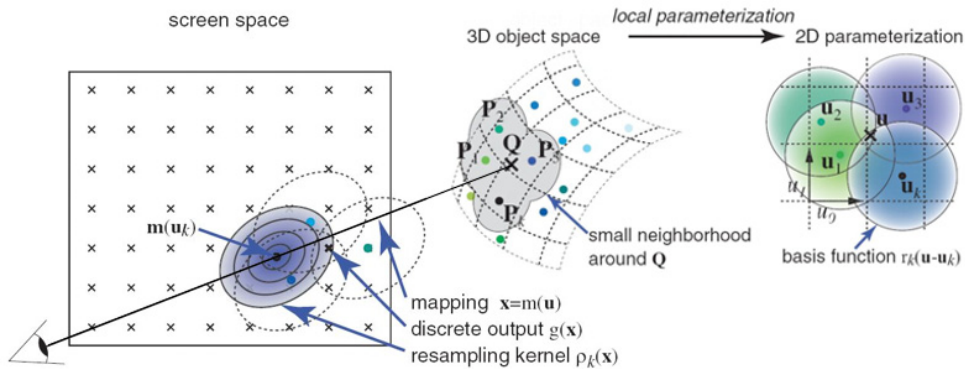 screen space
3D object space
local parameterization
2D parameterization
P2
Q
P1
P3
Pk
u2
u3
u
u1
uk
u1
u0
m(uk)
small neighborhood
around Q
basis function rk(u-uk)
mapping x=m(u)
discrete output g(x)
resampling kernel ρk(x)